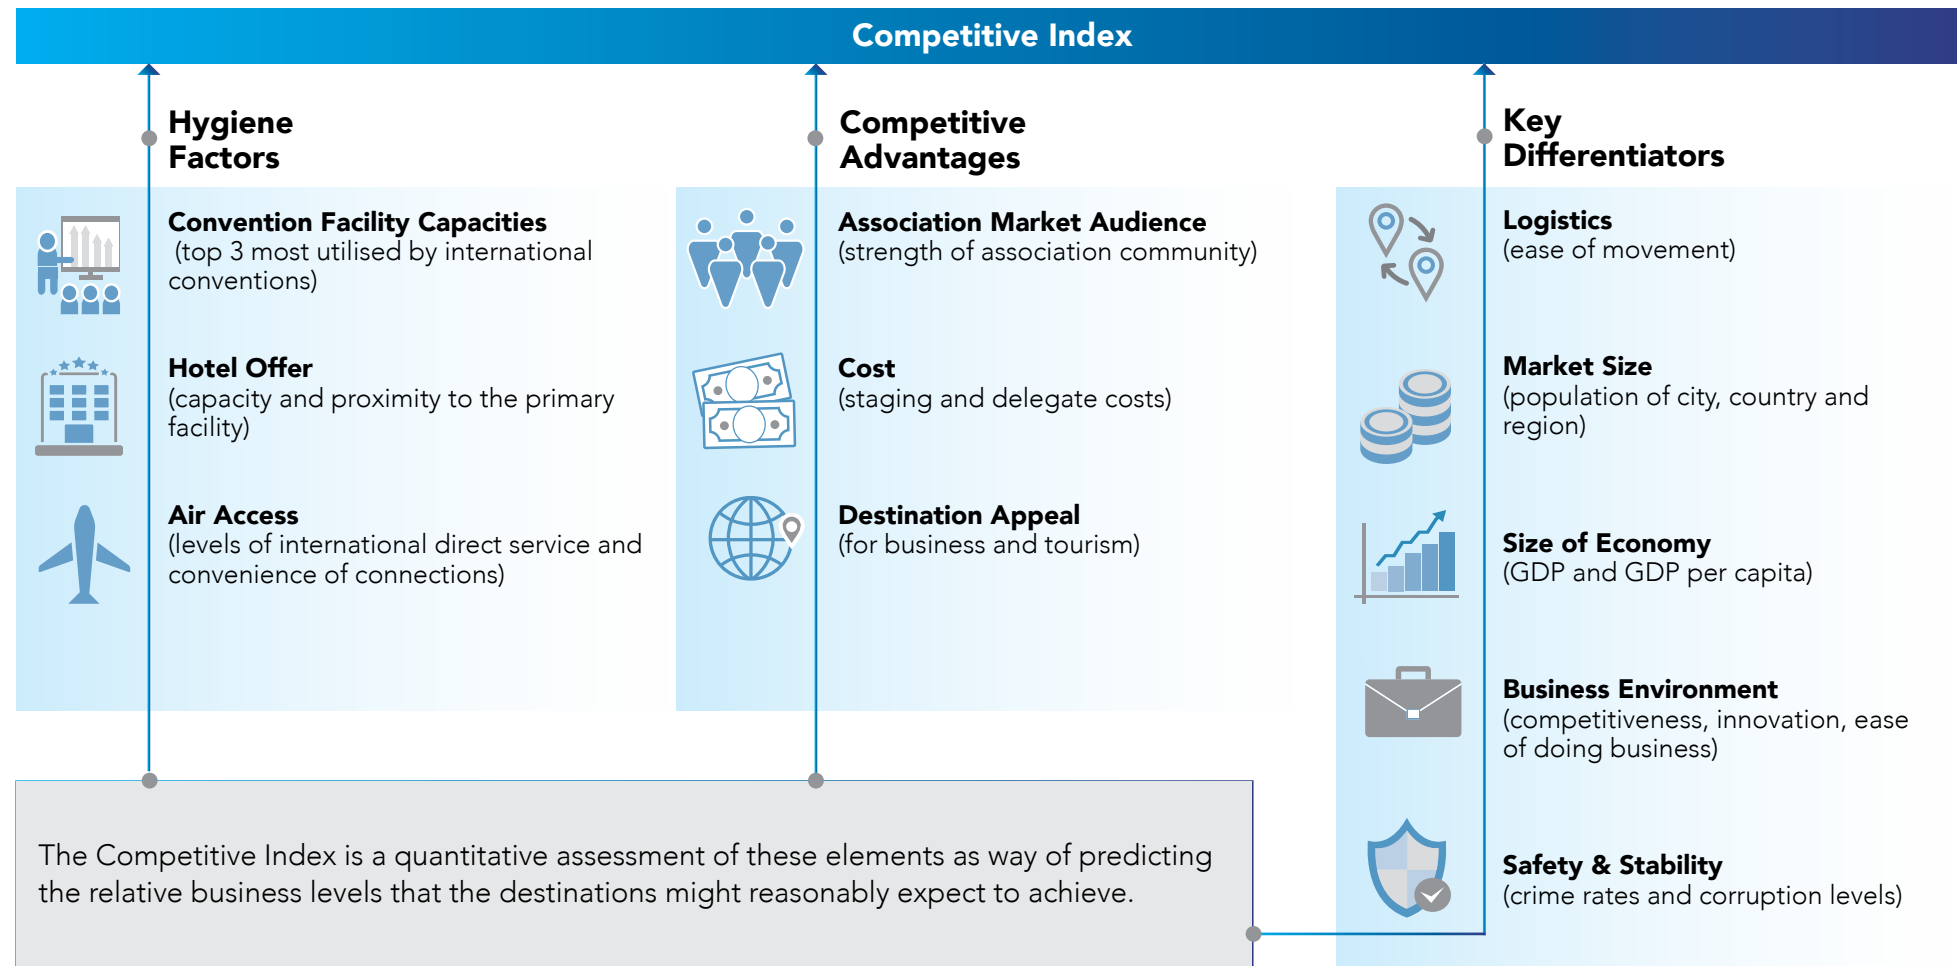 Competitive Index
Hygiene
Factors
Convention Facility Capacities
(top 3 most utilised by international
conventions)
Hotel Offer
(capacity and proximity to the primary
facility)
Air Access
(levels of international direct service and
convenience of connections)
Competitive
Advantages
Association Market Audience
(strength of association community)
Cost
(staging and delegate costs)
Destination Appeal
(for business and tourism)
Key
Differentiators
Logistics
(ease of movement)
Market Size
(population of city, country and
region)
Size of Economy
(GDP and GDP per capita)
Business Environment
(competitiveness, innovation, ease
of doing business)
Safety & Stability
(crime rates and corruption levels)
The Competitive Index is a quantitative assessment of these elements as way of predicting
the relative business levels that the destinations might reasonably expect to achieve.